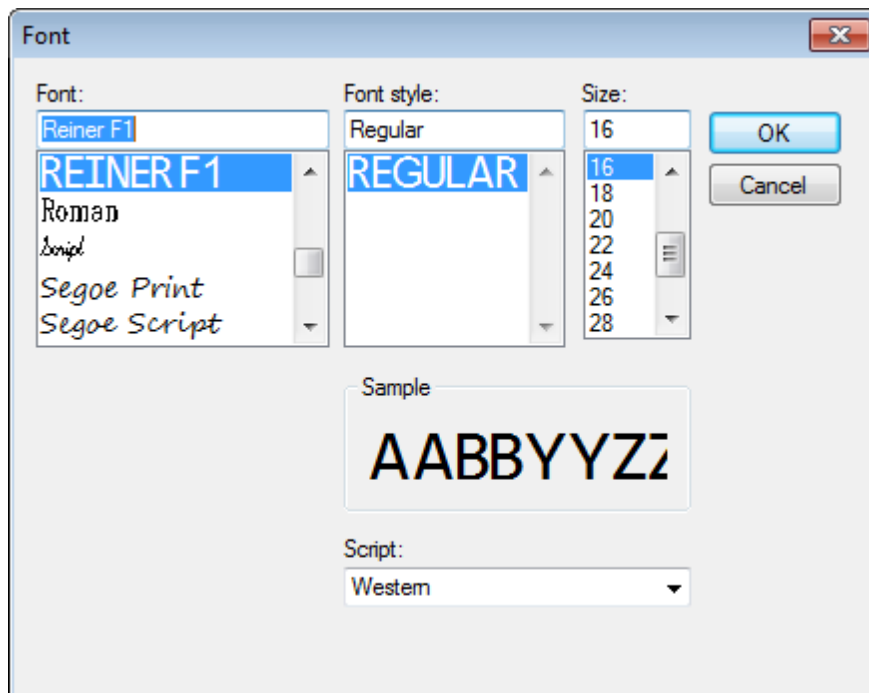 Font
Font:
Reiner F1
REINER F1
Roman
Script
Segoe Print
Segoe Script
Font style:
Regular
REGULAR
Size:
16
16
18
20
22
24
26
28
OK
Cancel
Sample
AABBYYZZ
Script:
Western